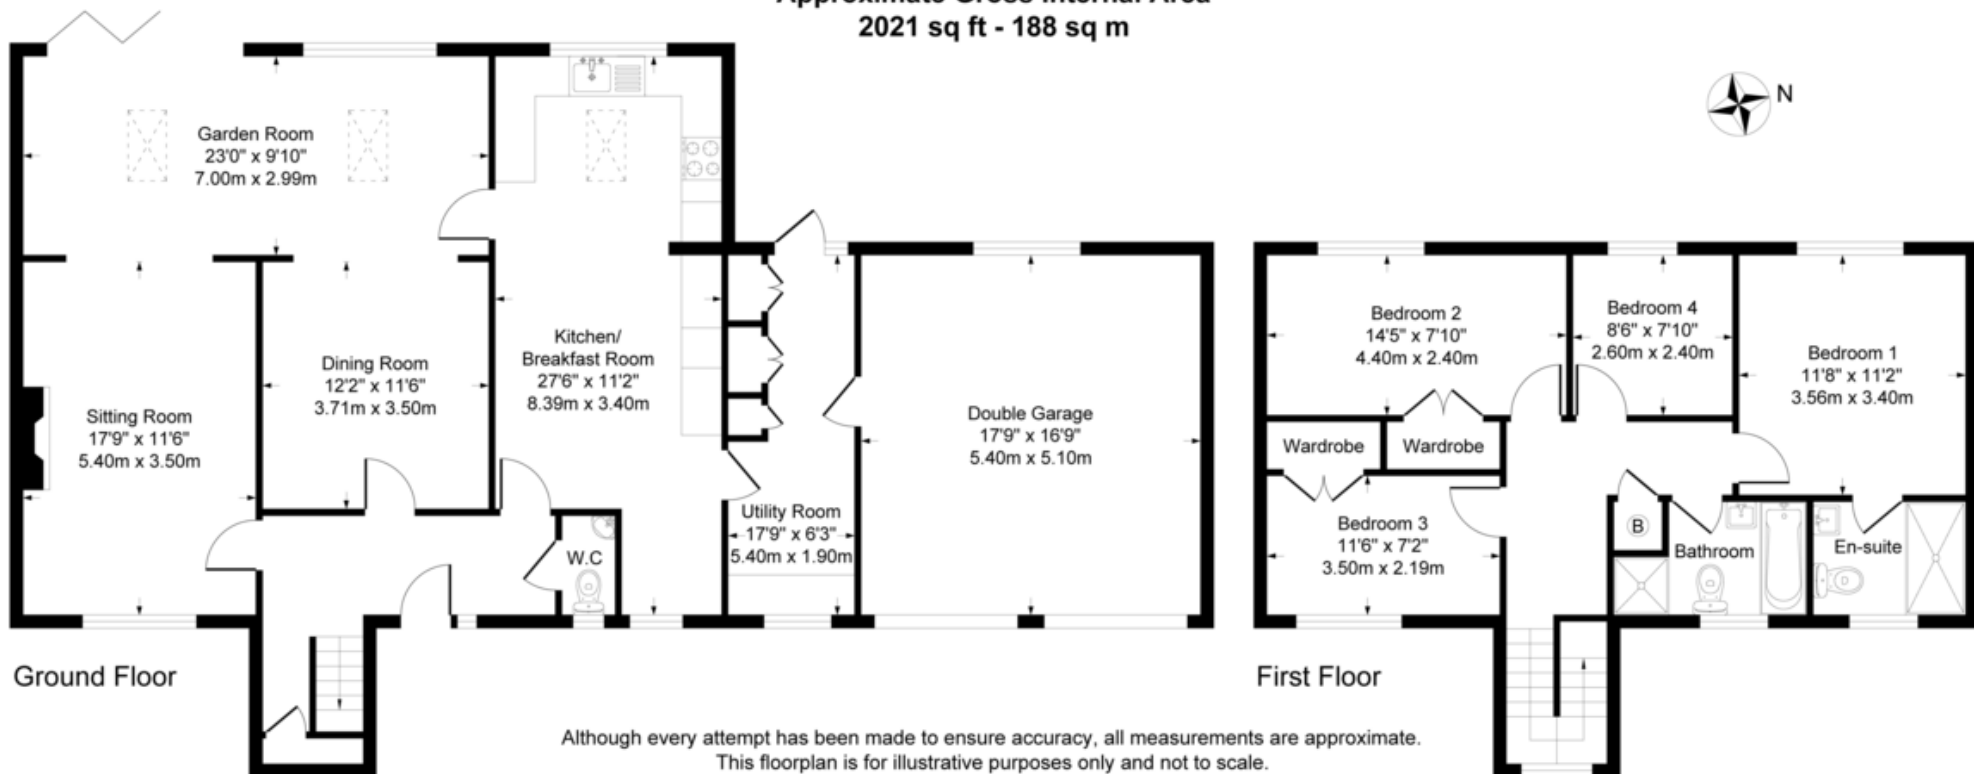 Approximate Gross Internal Area
2021 sq ft - 188 sq m
N
Garden Room
23'0" x 9'10"
7.00m x 2.99m
Kitchen/
Breakfast Room
27'6" x 11'2"
8.39m x 3.40m
Dining Room
12'2" x 11'6"
3.71m x 3.50m
Sitting Room
17'9" x 11'6"
5.40m x 3.50m
Double Garage
17'9" x 16'9"
5.40m x 5.10m
Utility Room
17'9" x 6'3"
5.40m x 1.90m
W.C
Ground Floor
Bedroom 2
14'5" x 7'10"
4.40m x 2.40m
Bedroom 4
8'6" x 7'10"
2.60m x 2.40m
Bedroom 1
11'8" x 11'2"
3.56m x 3.40m
Wardrobe
Wardrobe
Bedroom 3
11'6" x 7'2"
3.50m x 2.19m
B
Bathroom
En-suite
First Floor
Although every attempt has been made to ensure accuracy, all measurements are approximate.
This floorplan is for illustrative purposes only and not to scale.